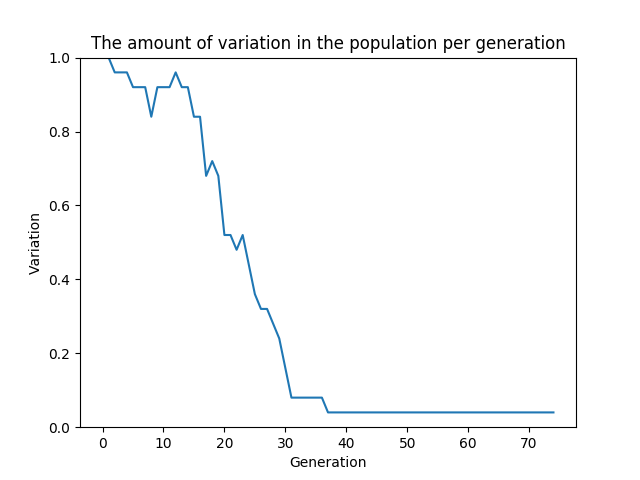 The amount of variation in the population per generation
1.0
0.8
0.6
0.4
0.2
0.0
Variation
0 10 20 30 40 50 60 70
Generation